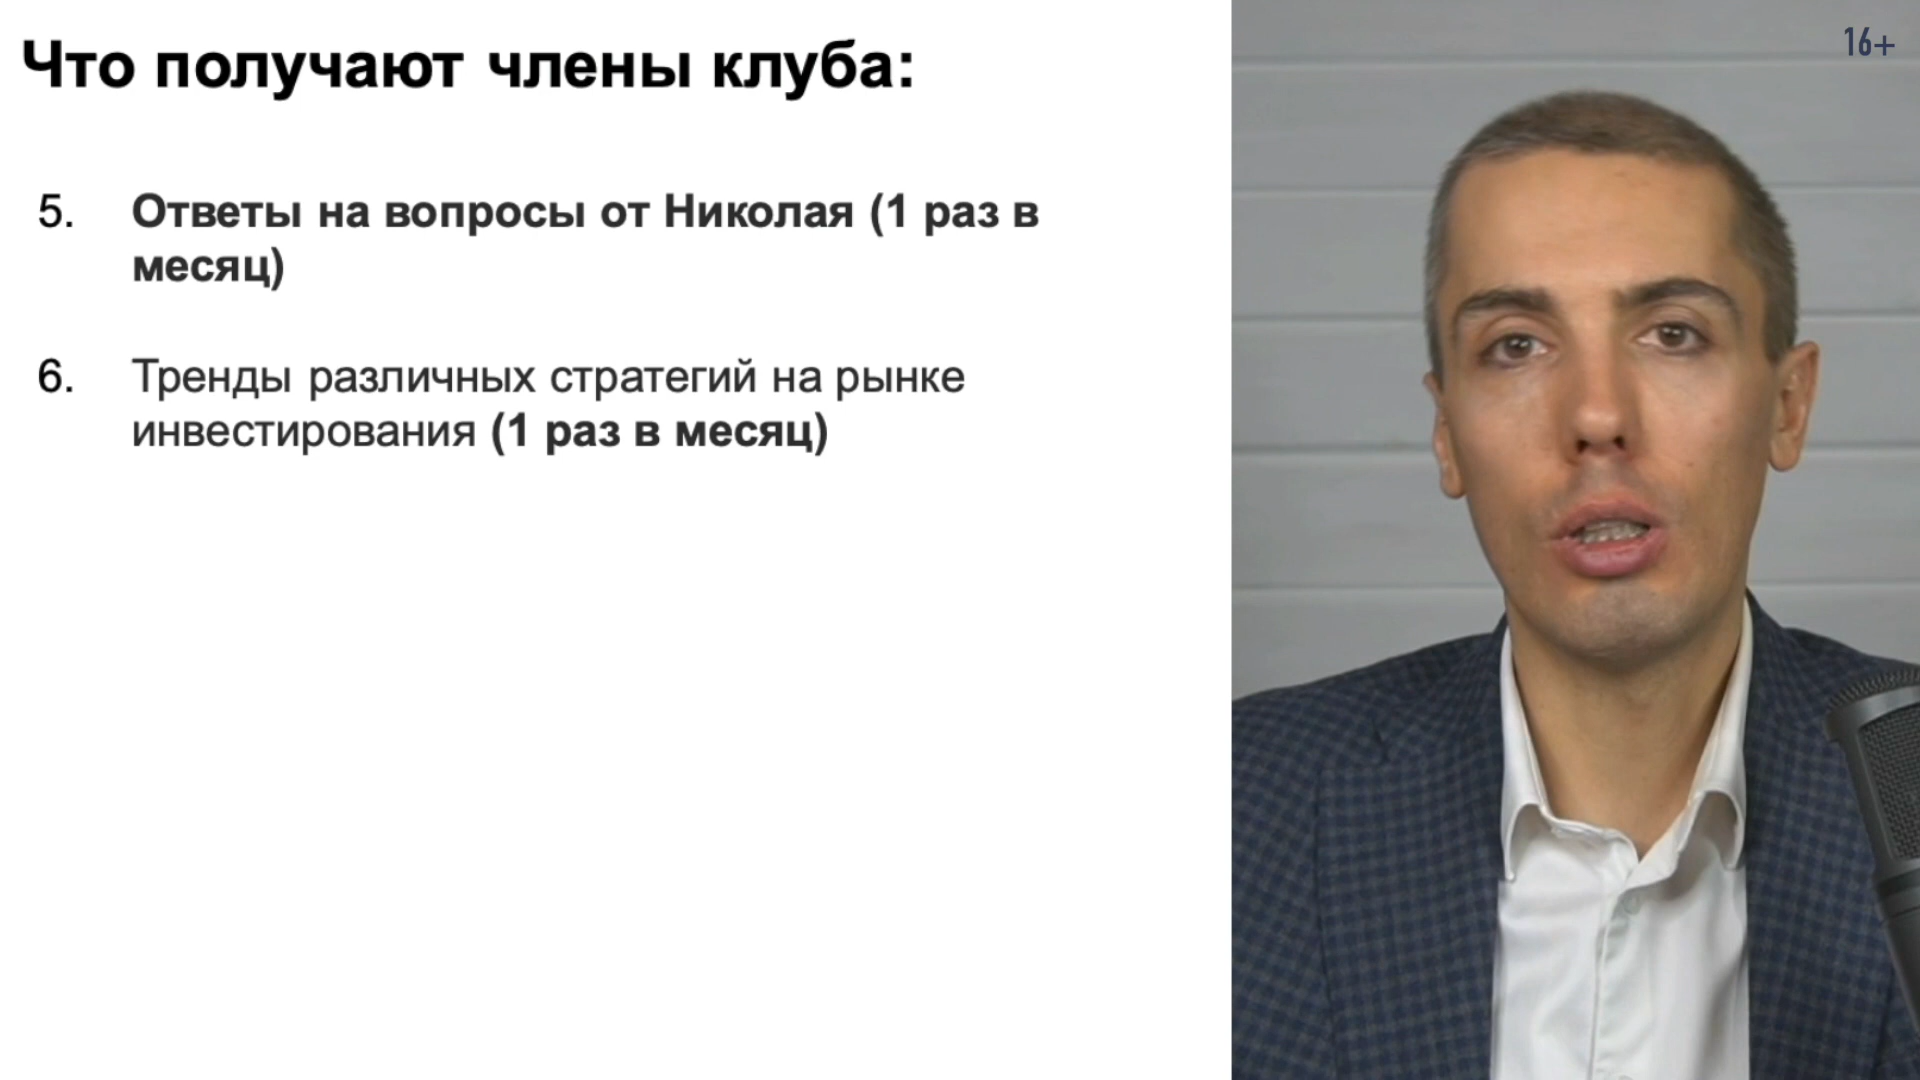 Что получают члены клуба:
5. Ответы на вопросы от Николая (1 раз в
месяц)
6. Тренды различных стратегий на рынке
инвестирования (1 раз в месяц)
16+